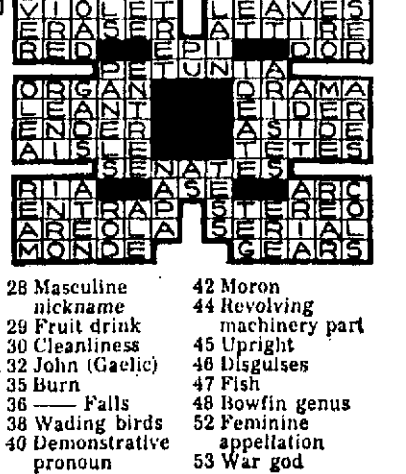 VIOLET LEAVES
ERASER ATTIRE
RED EPI DOR
PETUNIA
ORGAN DRAMA
LEANT EIDER
ENDER ASIDE
AISLE TETES
SENATES
RIA ASE ARC
ENTRAP STEREO
AREOLA SERIAL
MONDE GEARS
28 Masculine
nickname
29 Fruit drink
30 Cleanliness
32 John (Gaelic)
35 Burn
36 —— Falls
38 Wading birds
40 Demonstrative
pronoun
42 Moron
44 Revolving
machinery part
45 Upright
46 Disguises
47 Fish
48 Bowfin genus
52 Feminine
appellation
53 War god